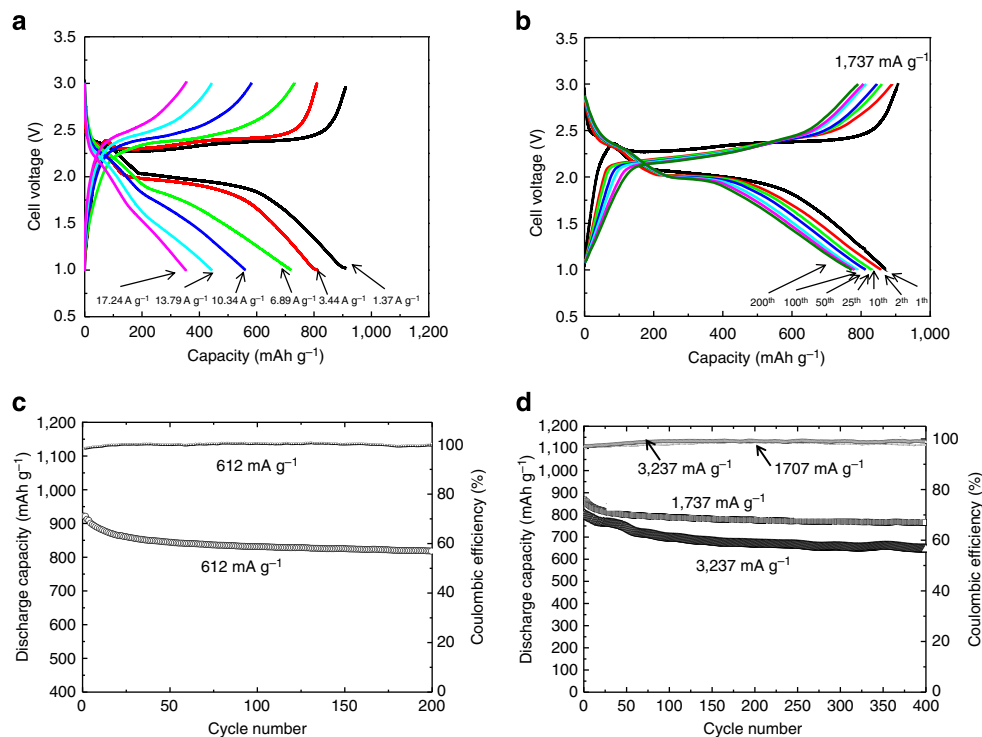 a
3.5
3.0
2.5
2.0
1.5
1.0
0.5
Cell voltage (V)
17.24 A g⁻¹ 13.79 A g⁻¹ 10.34 A g⁻¹ 6.89 A g⁻¹ 3.44 A g⁻¹ 1.37 A g⁻¹
0 200 400 600 800 1,000 1,200
Capacity (mAh g⁻¹)
b
3.5
3.0
2.5
2.0
1.5
1.0
0.5
Cell voltage (V)
1,737 mA g⁻¹
200th 100th 50th 25th 10th 2th 1th
0 200 400 600 800 1,000
Capacity (mAh g⁻¹)
c
1,200
1,100
1,000
900
800
700
600
500
400
Discharge capacity (mAh g⁻¹)
612 mA g⁻¹
612 mA g⁻¹
100
80
60
40
20
0
Coulombic efficiency (%)
0 50 100 150 200
Cycle number
d
1,200
1,100
1,000
900
800
700
600
500
400
300
200
100
0
Discharge capacity (mAh g⁻¹)
3,237 mA g⁻¹ 1707 mA g⁻¹
1,737 mA g⁻¹
3,237 mA g⁻¹
100
80
60
40
20
0
Coulombic efficiency (%)
0 50 100 150 200 250 300 350 400
Cycle number